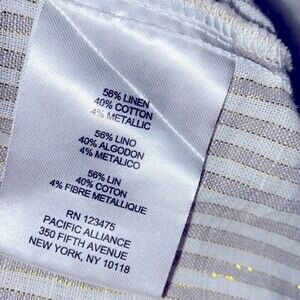 56% LINEN
40% COTTON
4% METALLIC
56% LINO
40% ALGODON
4% METALICO
56% LIN
40% COTON
4% FIBRE METALLIQUE
RN 123475
PACIFIC ALLIANCE
350 FIFTH AVENUE
NEW YORK, NY 10118